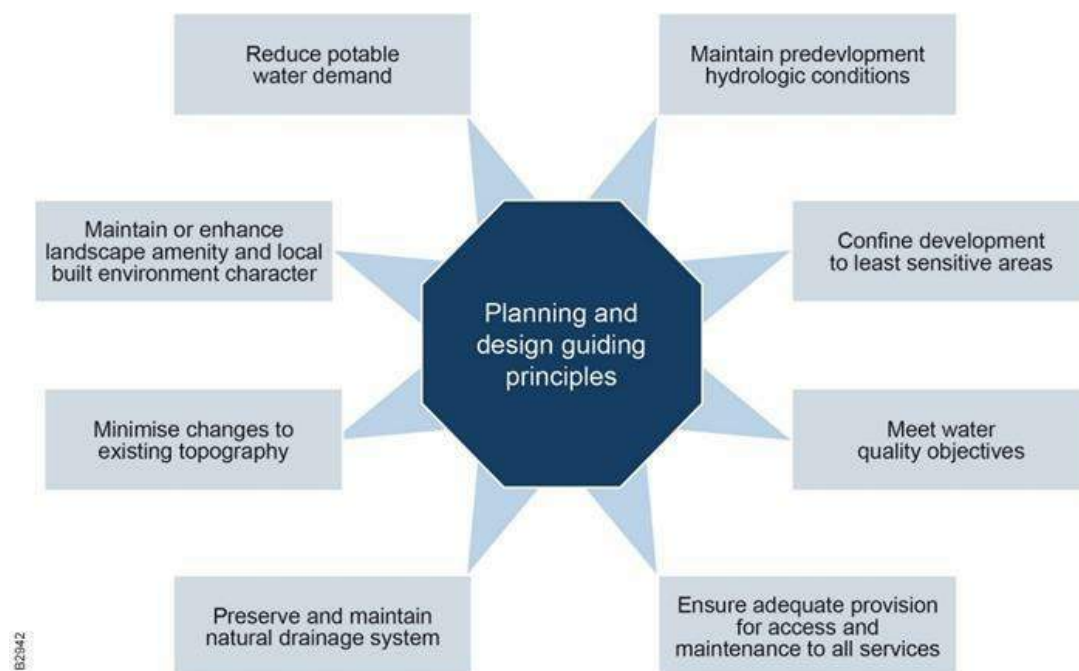 Reduce potable
water demand
Maintain predevlopment
hydrologic conditions
Maintain or enhance
landscape amenity and local
built environment character
Confine development
to least sensitive areas
Planning and
design guiding
principles
Minimise changes to
existing topography
Meet water
quality objectives
Preserve and maintain
natural drainage system
Ensure adequate provision
for access and
maintenance to all services
B2942